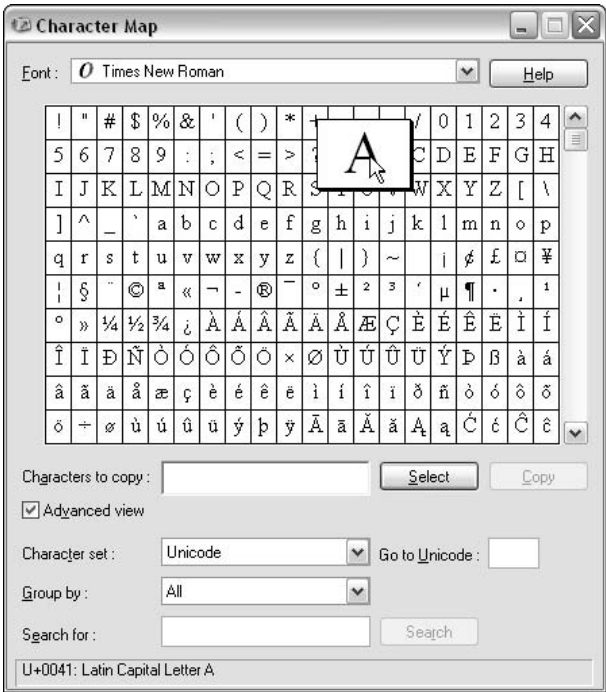 Character Map
Font : O Times New Roman Help
! " # $ % & ' ( ) * + / 0 1 2 3 4
5 6 7 8 9 : ; < = > ? A C D E F G H
I J K L M N O P Q R S T U V W X Y Z [ \
] ^ _ ` a b c d e f g h i j k l m n o p
q r s t u v w x y z { | } ~ ¡ ¢ £ ¤ ¥
¦ § ¨ © ª « ¬ - ® ¯ ° ± ² ³ ´ µ ¶ · ¸ ¹
º » ¼ ½ ¾ ¿ À Á Â Ã Ä Å Æ Ç È É Ê Ë Ì Í
Î Ï Ð Ñ Ò Ó Ô Õ Ö × Ø Ù Ú Û Ü Ý Þ ß à á
â ã ä å æ ç è é ê ë ì í î ï ð ñ ò ó ô õ
ö ÷ ø ù ú û ü ý þ ÿ Ā ā Ă ă Ą ą Ć ć Ĉ ĉ
Characters to copy : Select Copy
Advanced view
Character set : Unicode Go to Unicode :
Group by : All
Search for : Search
U+0041: Latin Capital Letter A